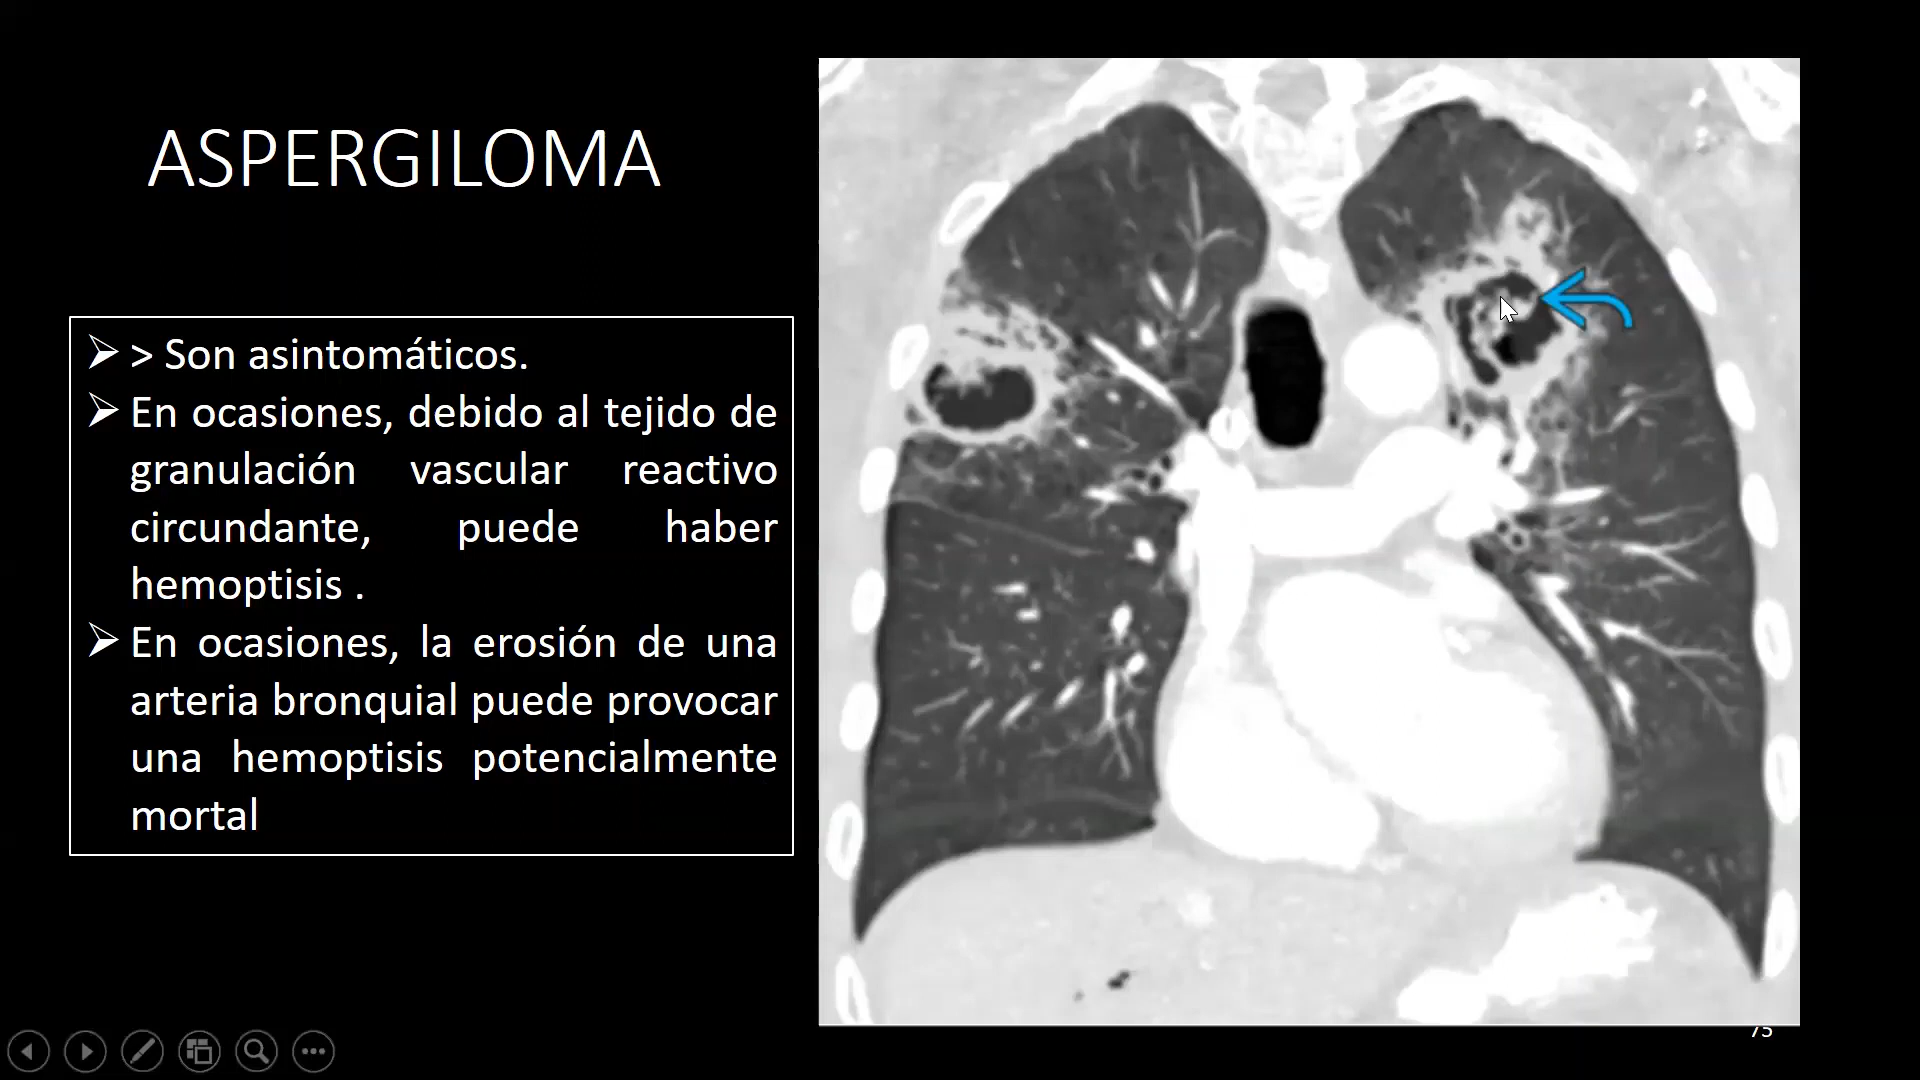 ASPERGILOMA
➢ > Son asintomáticos.
➢ En ocasiones, debido al tejido de
granulación vascular reactivo
circundante, puede haber
hemoptisis .
➢ En ocasiones, la erosión de una
arteria bronquial puede provocar
una hemoptisis potencialmente
mortal
75